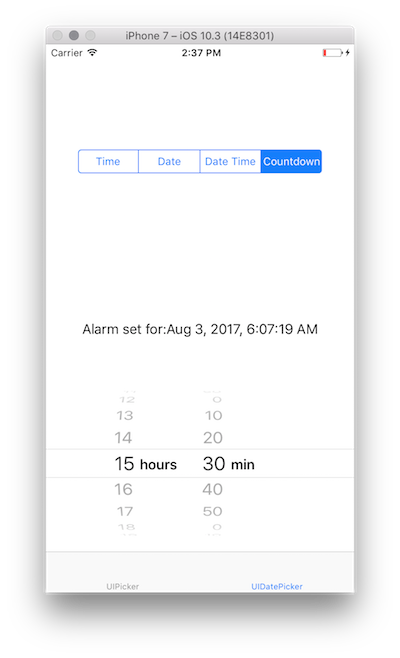 iPhone 7 – iOS 10.3 (14E8301)
Carrier 2:37 PM
Time Date Date Time Countdown
Alarm set for:Aug 3, 2017, 6:07:19 AM
12 0
13 10
14 20
15 hours 30 min
16 40
17 50
18 0
UIPicker UIDatePicker